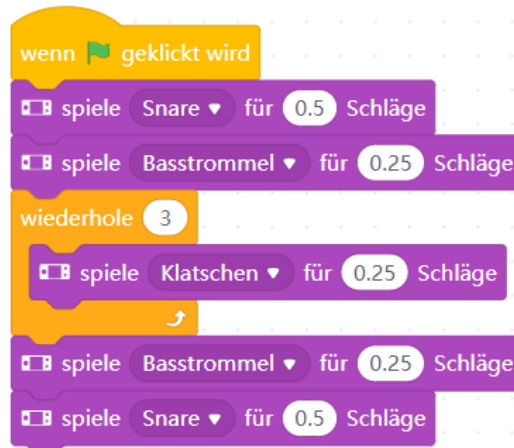 wenn geklickt wird
spiele Snare für 0.5 Schläge
spiele Basstrommel für 0.25 Schläge
wiederhole 3
spiele Klatschen für 0.25 Schläge
spiele Basstrommel für 0.25 Schläge
spiele Snare für 0.5 Schläge